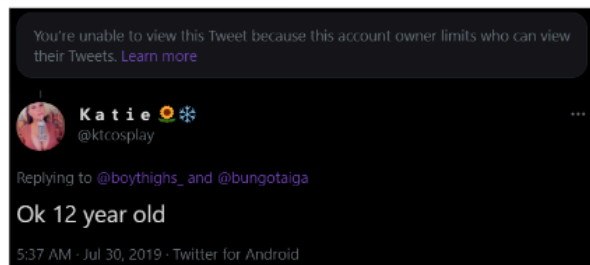 You're unable to view this Tweet because this account owner limits who can view
their Tweets. Learn more
K a t i e 🌻❄️
@ktcosplay
Replying to @boythighs_ and @bungotaiga
Ok 12 year old
5:37 AM · Jul 30, 2019 · Twitter for Android